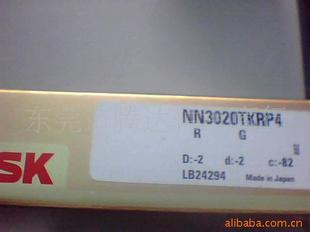 NN3020TKRP4
R G
D:-2 d:-2 c:-82
LB24294 Made in Japan
SK
alibaba.com.cn